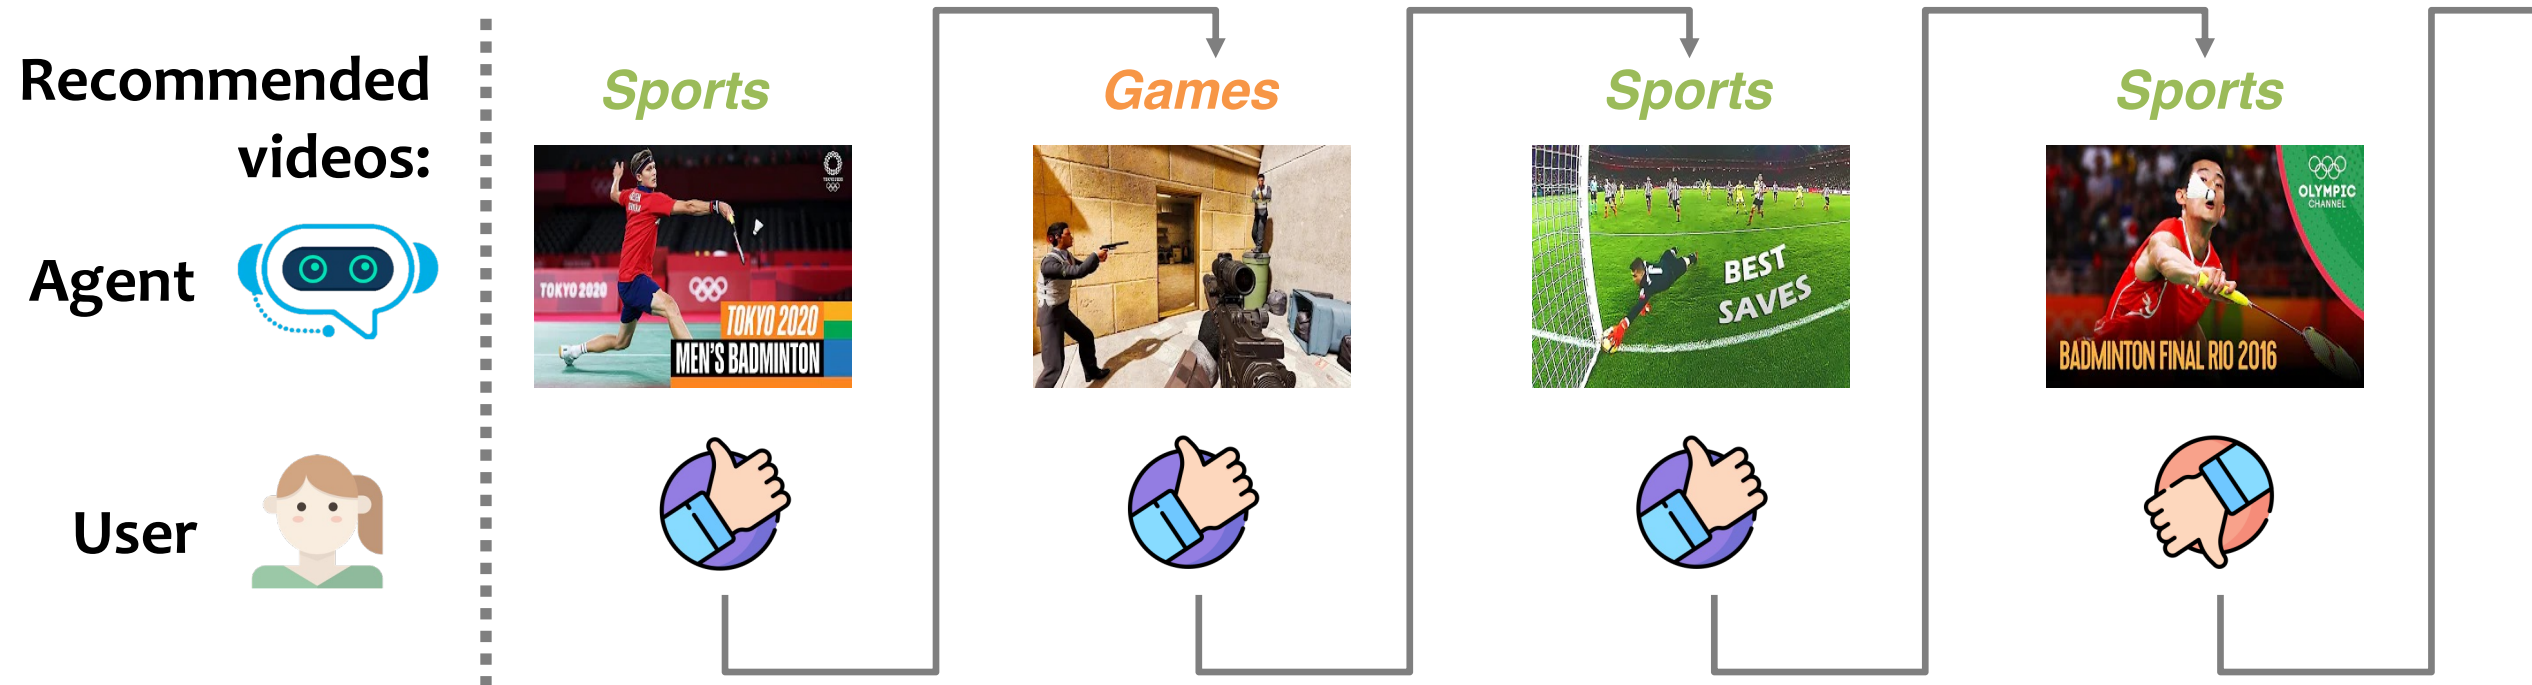 Recommended
videos:
Agent
User
Sports
TOKYO 2020
TOKYO 2020
MEN'S BADMINTON
Games
Sports
BEST
SAVES
Sports
OLYMPIC
CHANNEL
BADMINTON FINAL RIO 2016